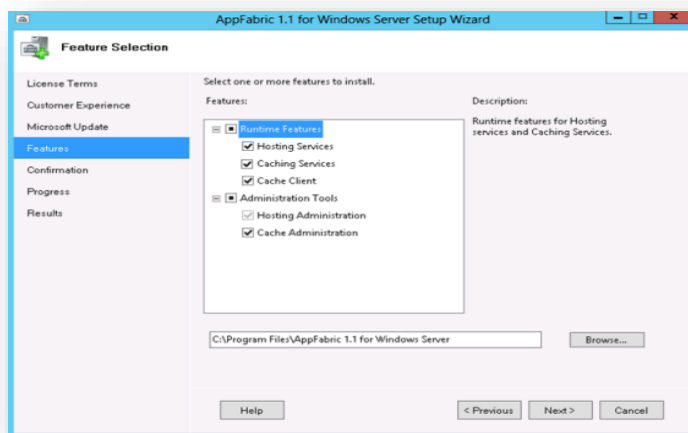 AppFabric 1.1 for Windows Server Setup Wizard
Feature Selection
License Terms
Customer Experience
Microsoft Update
Features
Confirmation
Progress
Results
Select one or more features to install.
Features:
Runtime Features
Hosting Services
Caching Services
Cache Client
Administration Tools
Hosting Administration
Cache Administration
Description:
Runtime features for Hosting
services and Caching Services.
C:\Program Files\AppFabric 1.1 for Windows Server
Browse...
Help
< Previous
Next >
Cancel